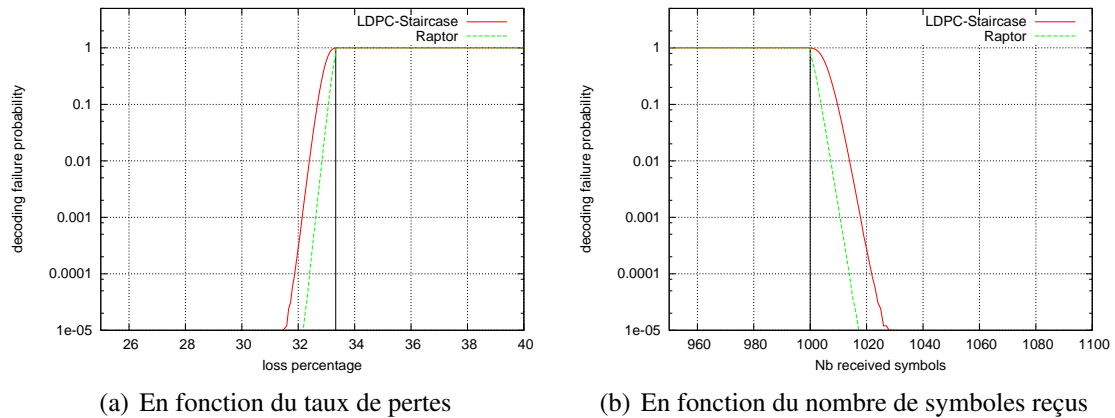 LDPC-Staircase
Raptor
1
0.1
0.01
0.001
0.0001
1e-05
decoding failure probability
26 28 30 32 34 36 38 40
loss percentage
(a) En fonction du taux de pertes
LDPC-Staircase
Raptor
1
0.1
0.01
0.001
0.0001
1e-05
decoding failure probability
960 980 1000 1020 1040 1060 1080 1100
Nb received symbols
(b) En fonction du nombre de symboles reçus